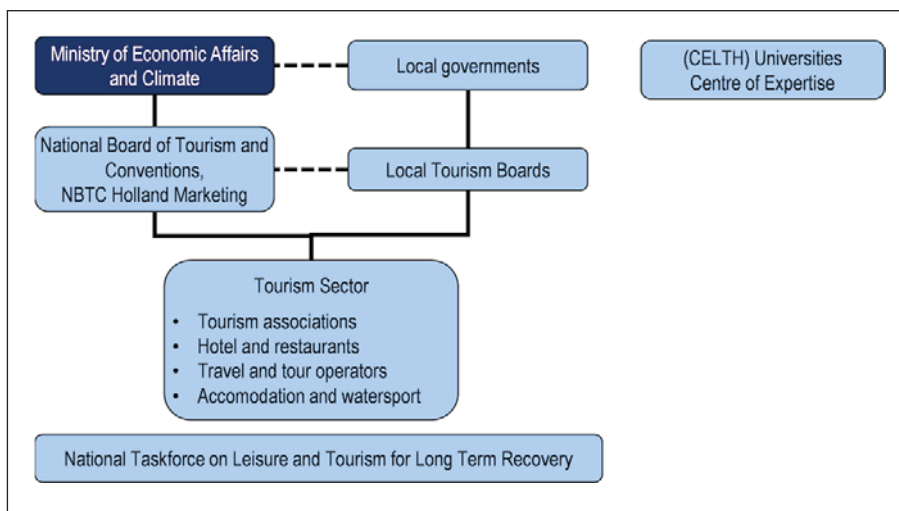 Ministry of Economic Affairs
and Climate
Local governments
(CELTH) Universities
Centre of Expertise
National Board of Tourism and
Conventions,
NBTC Holland Marketing
Local Tourism Boards
Tourism Sector
• Tourism associations
• Hotel and restaurants
• Travel and tour operators
• Accomodation and watersport
National Taskforce on Leisure and Tourism for Long Term Recovery